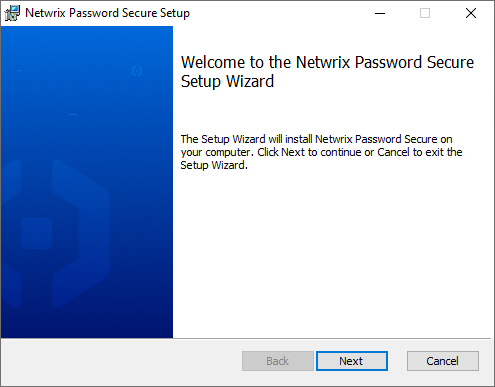 Netwrix Password Secure Setup
Welcome to the Netwrix Password Secure
Setup Wizard
The Setup Wizard will install Netwrix Password Secure on
your computer. Click Next to continue or Cancel to exit the
Setup Wizard.
Back
Next
Cancel